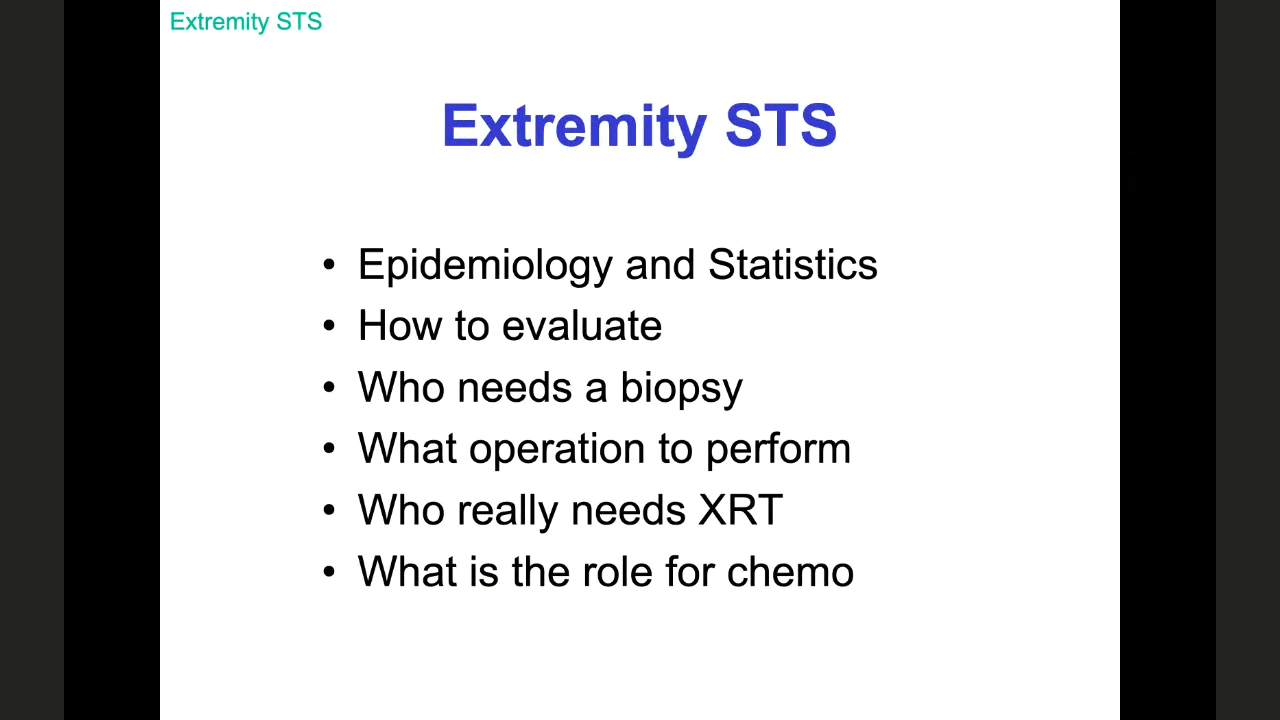 Extremity STS
Extremity STS
• Epidemiology and Statistics
• How to evaluate
• Who needs a biopsy
• What operation to perform
• Who really needs XRT
• What is the role for chemo